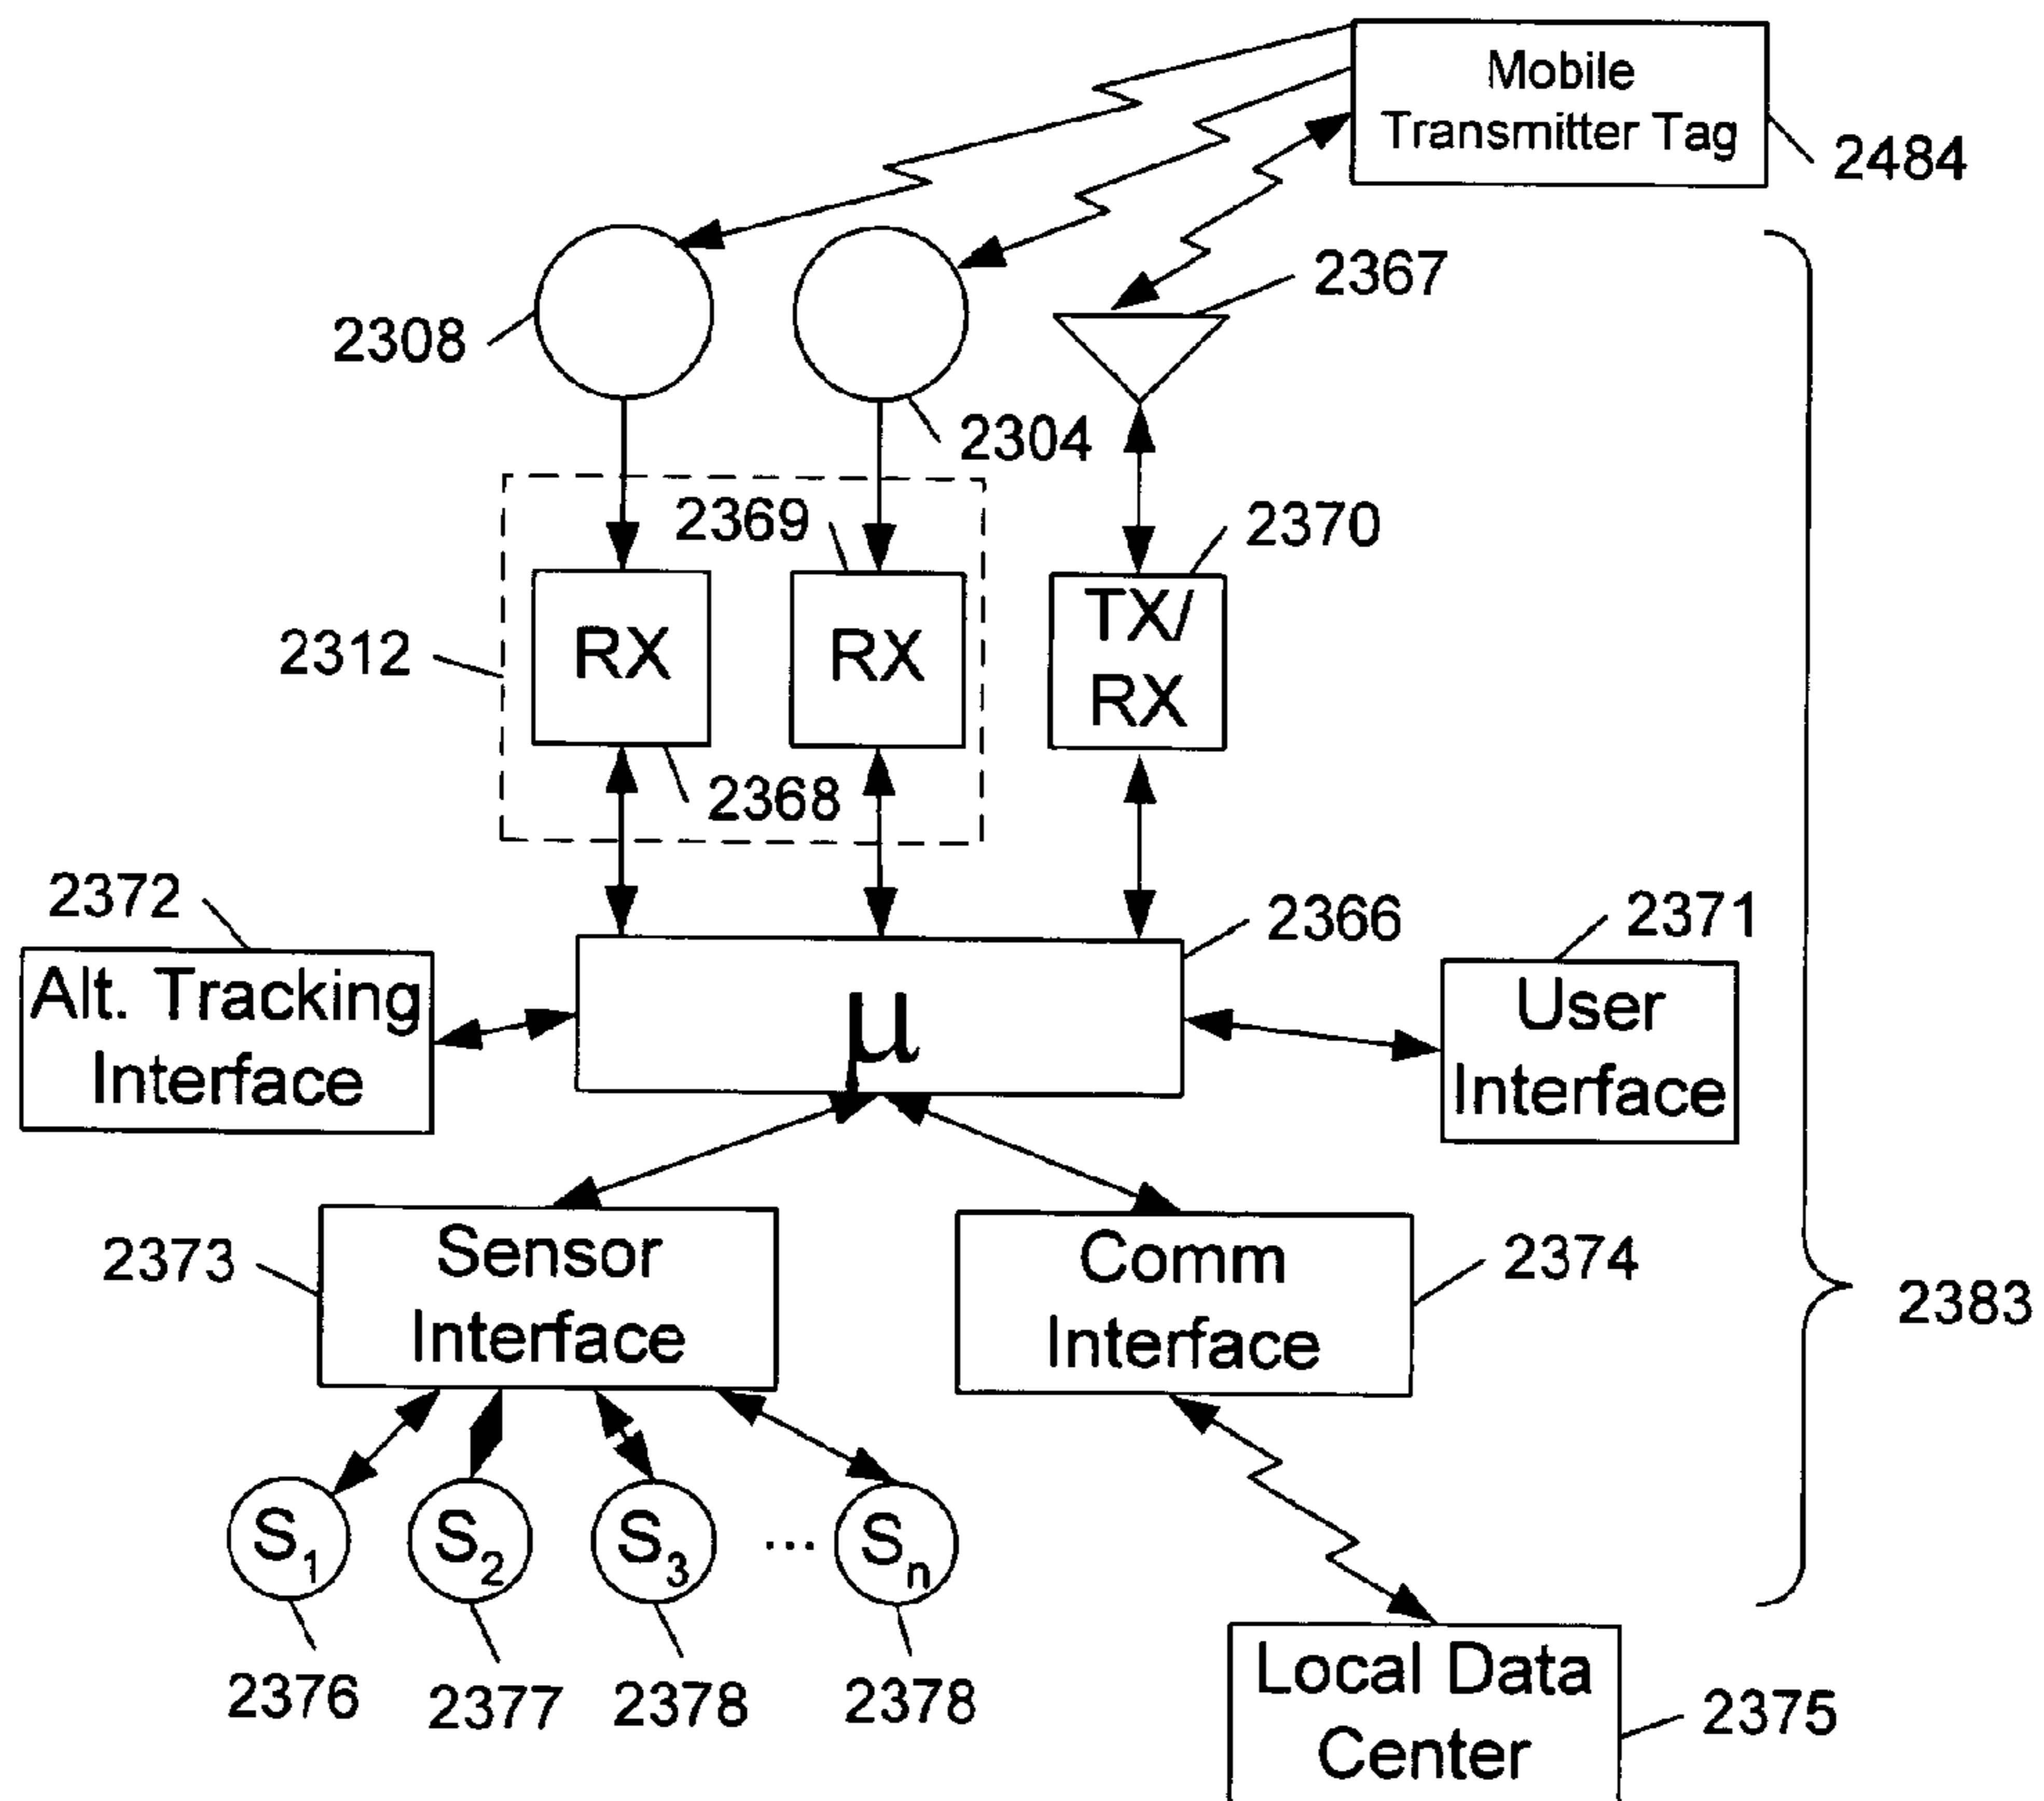 Mobile
Transmitter Tag
2484
2367
2308
2304
2369
2370
RX
RX
TX/
RX
2312
2368
2372
2366
2371
Alt. Tracking
Interface
µ
User
Interface
2373
Sensor
Interface
Comm
Interface
2374
2383
S1
S2
S3
...
Sn
2376
2377
2378
2378
Local Data
Center
2375